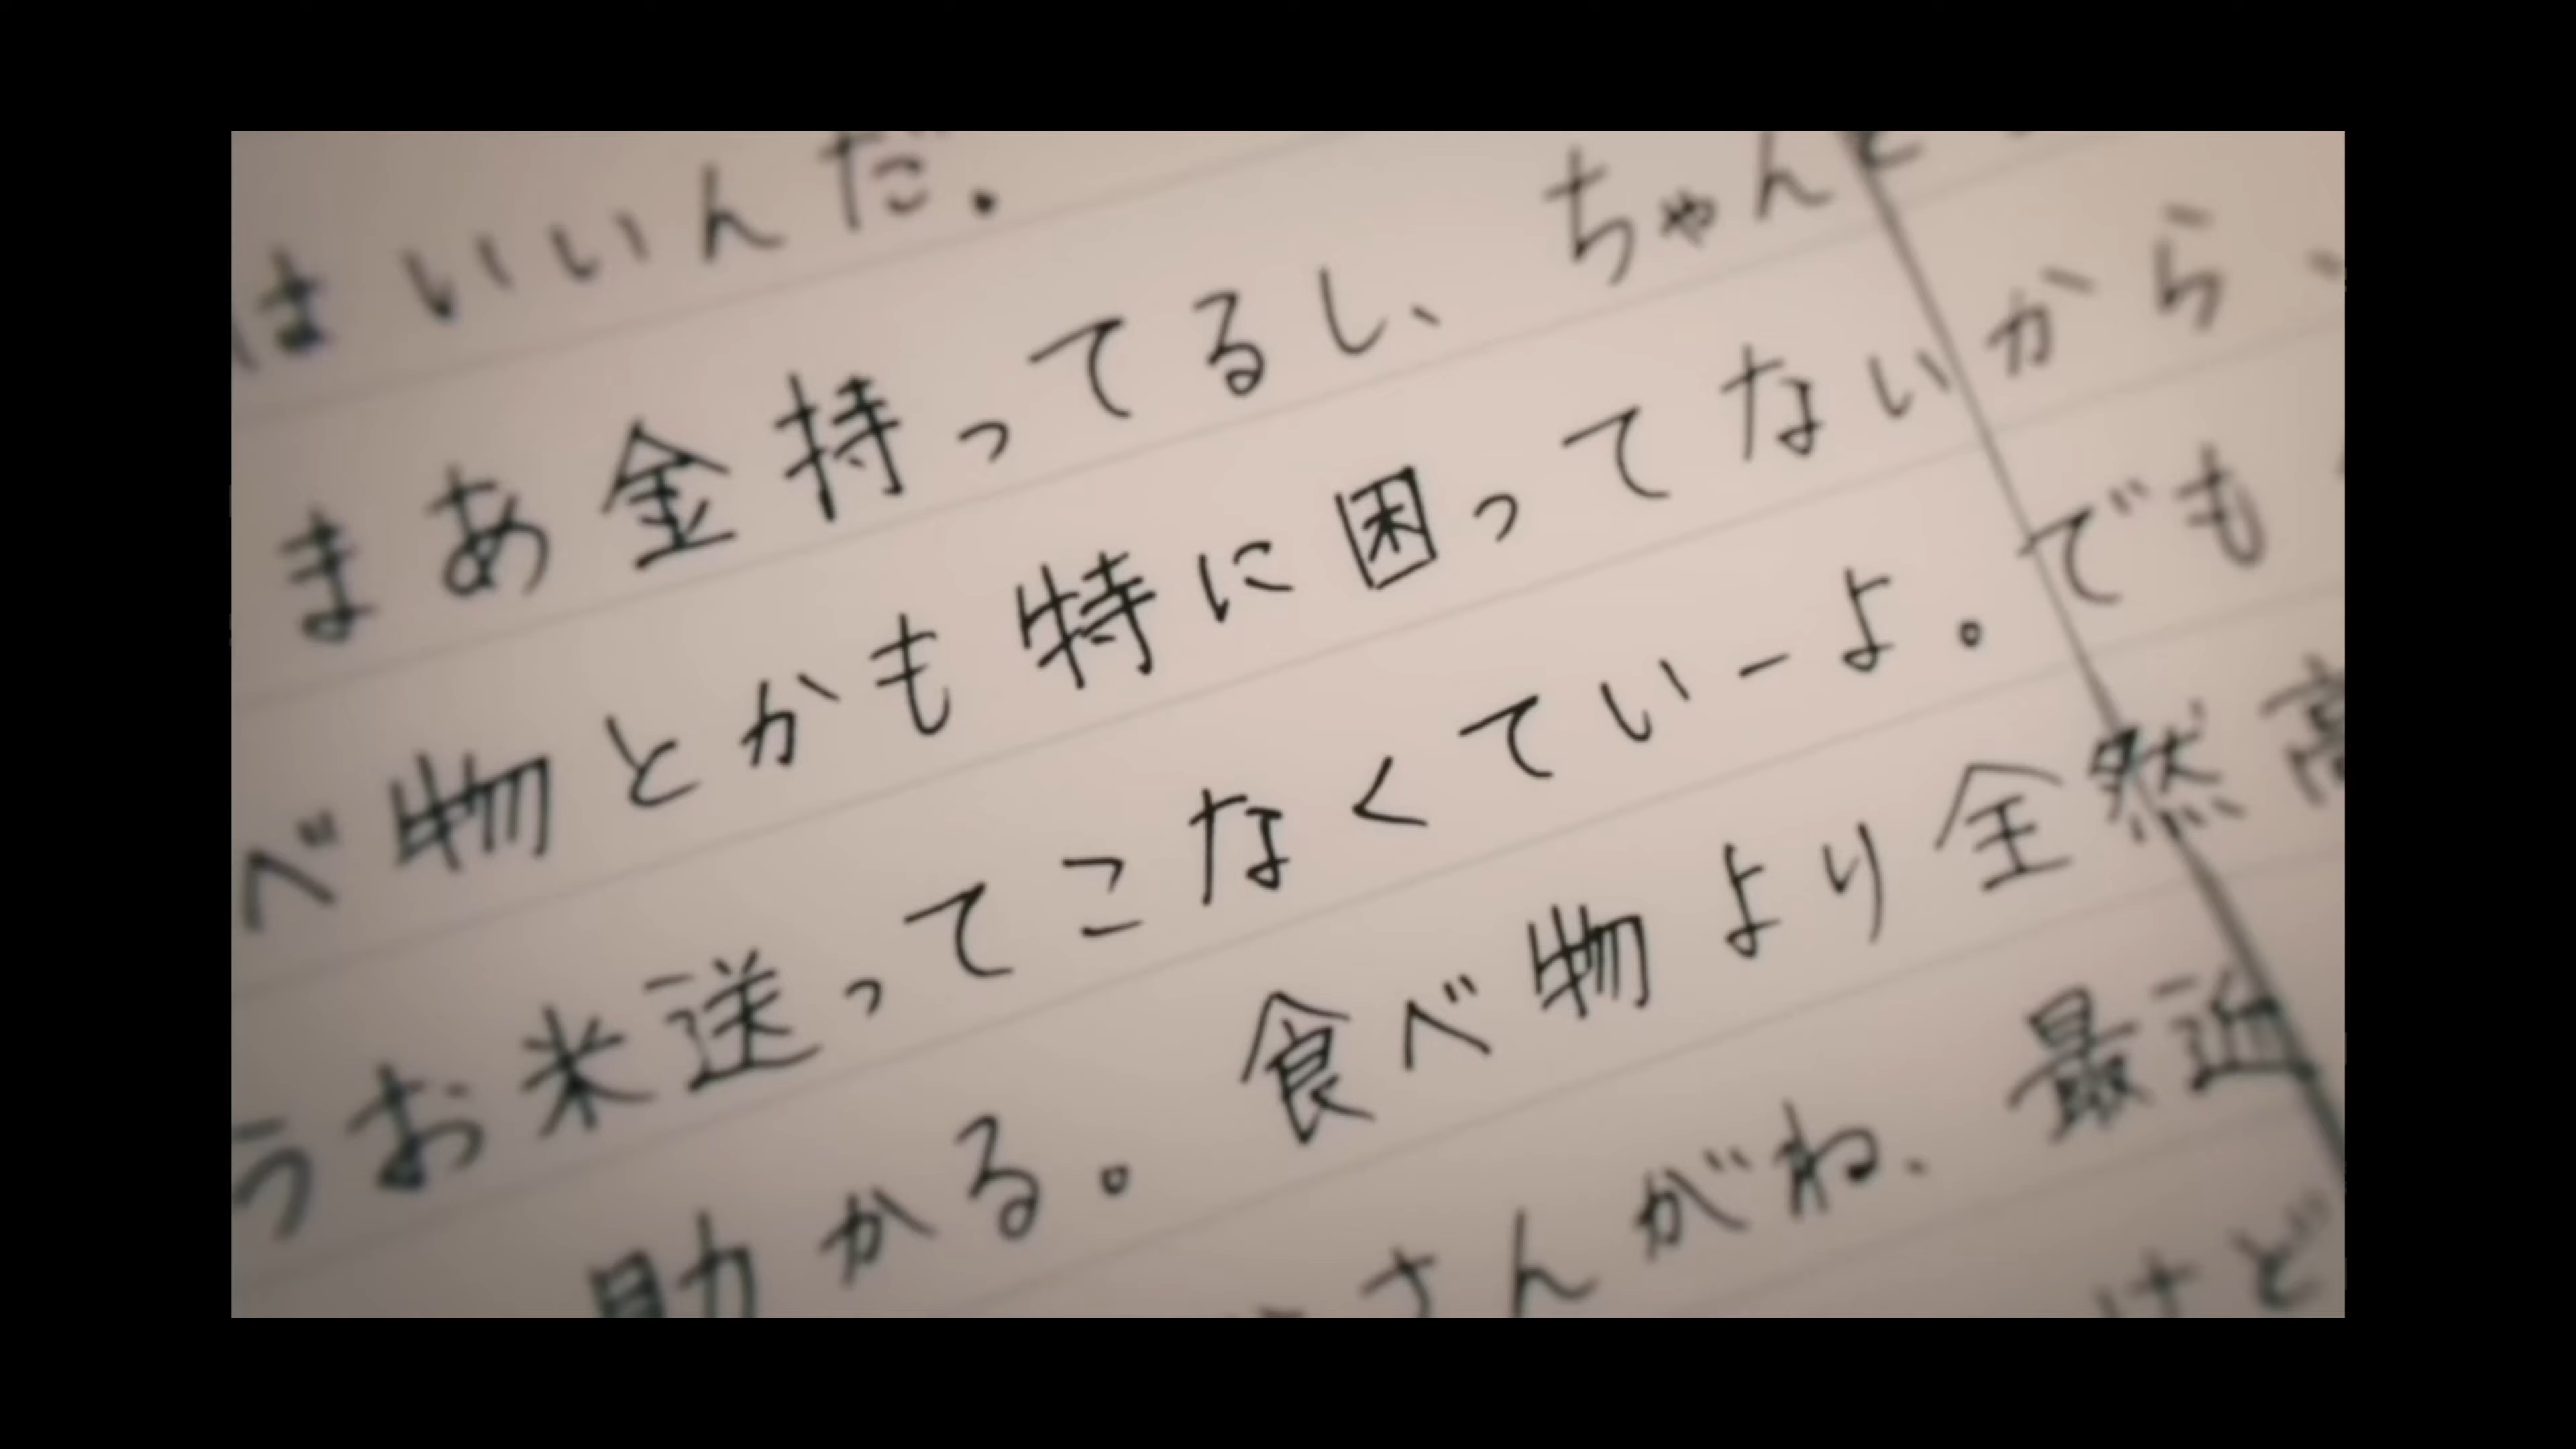 はいいんだ.
まあ金持ってるし、ちゃんと
べ物とかも特に困ってないから、
うお米送ってこなくていーよ。でも
助かる。食べ物より全然高
さんがね、最近
けど